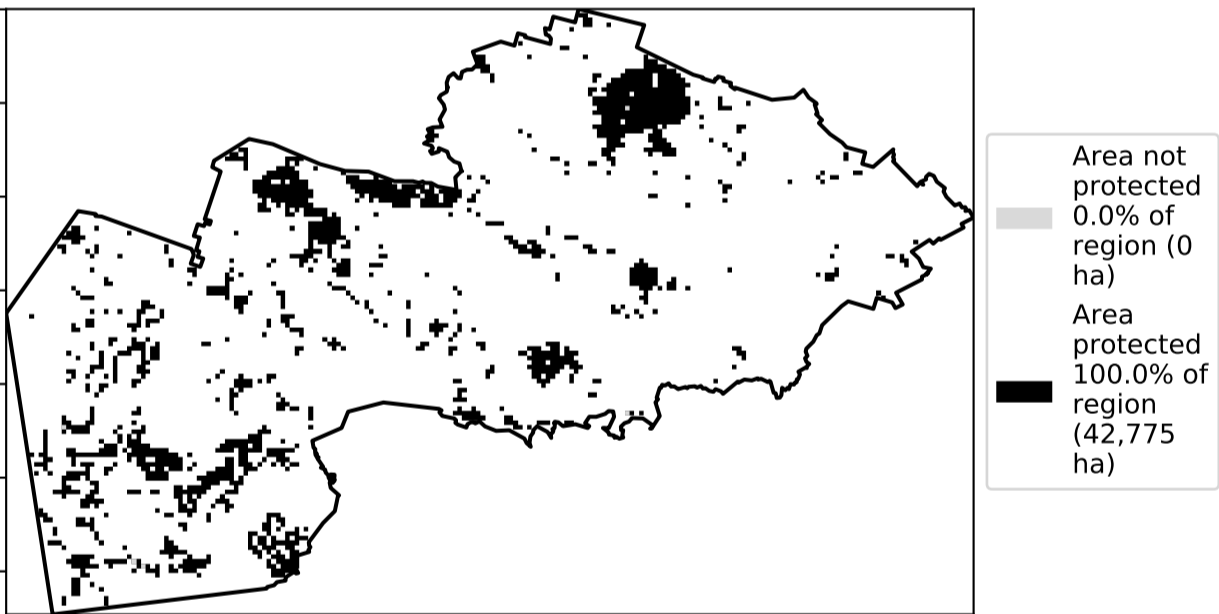 Area not
protected
0.0% of
region (0
ha)
Area
protected
100.0% of
region
(42,775
ha)